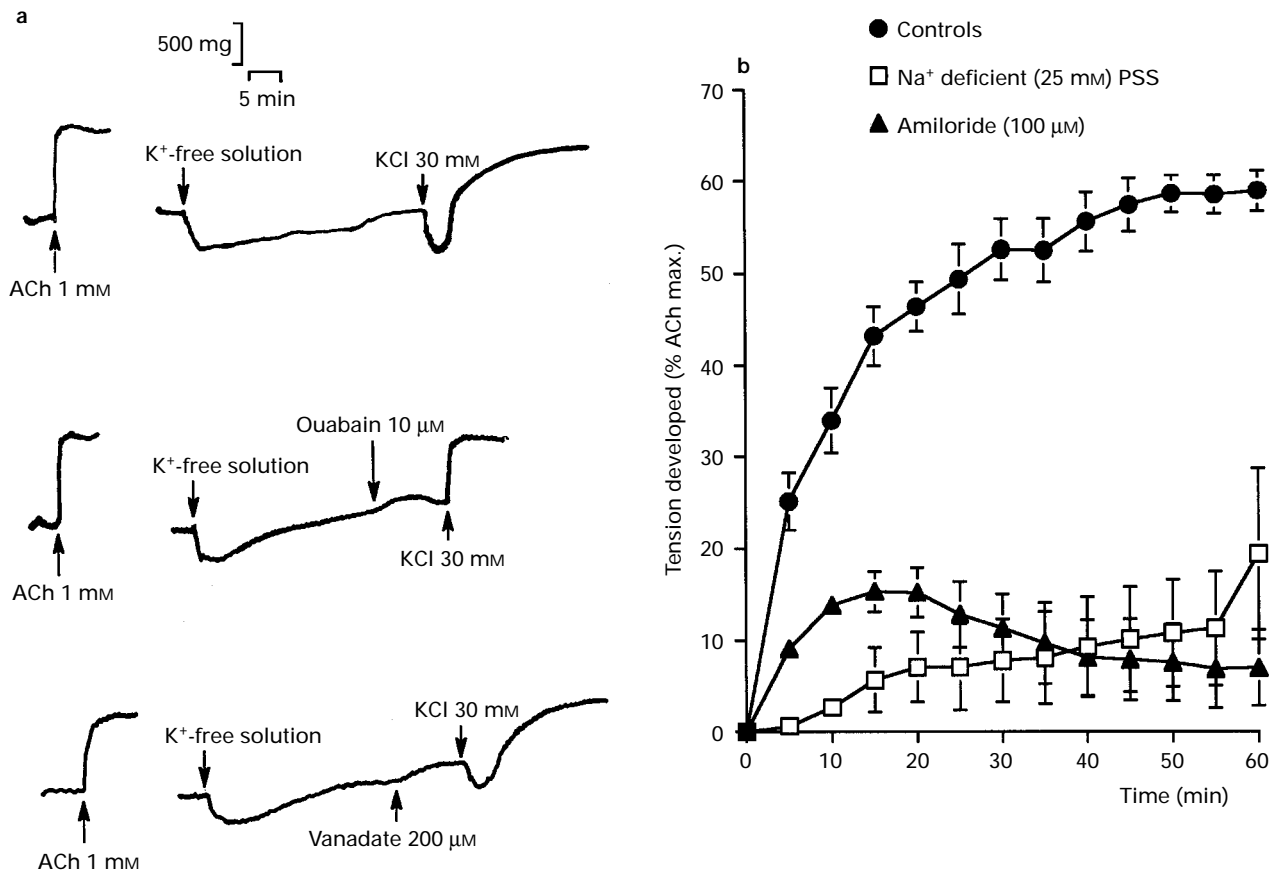 a
500 mg
5 min
K⁺-free solution
KCl 30 mM
ACh 1 mM
Ouabain 10 μM
K⁺-free solution
ACh 1 mM
KCl 30 mM
KCl 30 mM
K⁺-free solution
ACh 1 mM
Vanadate 200 μM
b
Controls
Na⁺ deficient (25 mM) PSS
Amiloride (100 μM)
Tension developed (% ACh max.)
70
60
50
40
30
20
10
0
0 10 20 30 40 50 60
Time (min)